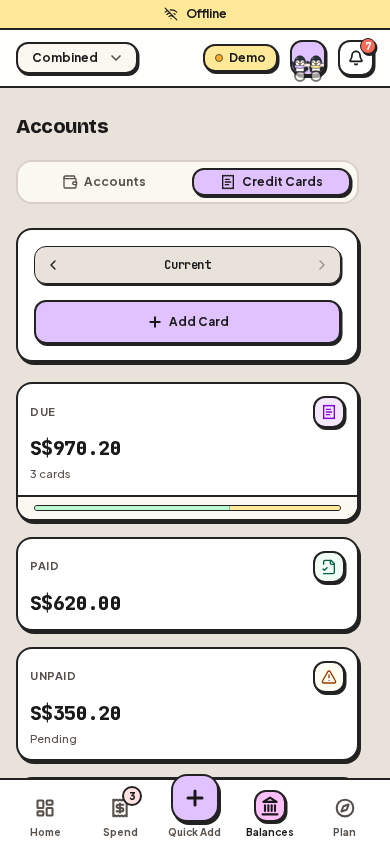 Offline
Combined
Demo
7
Accounts
Accounts
Credit Cards
Current
+ Add Card
DUE
S$970.20
3 cards
PAID
S$620.00
UNPAID
S$350.20
Pending
3
Home
Spend
Quick Add
Balances
Plan